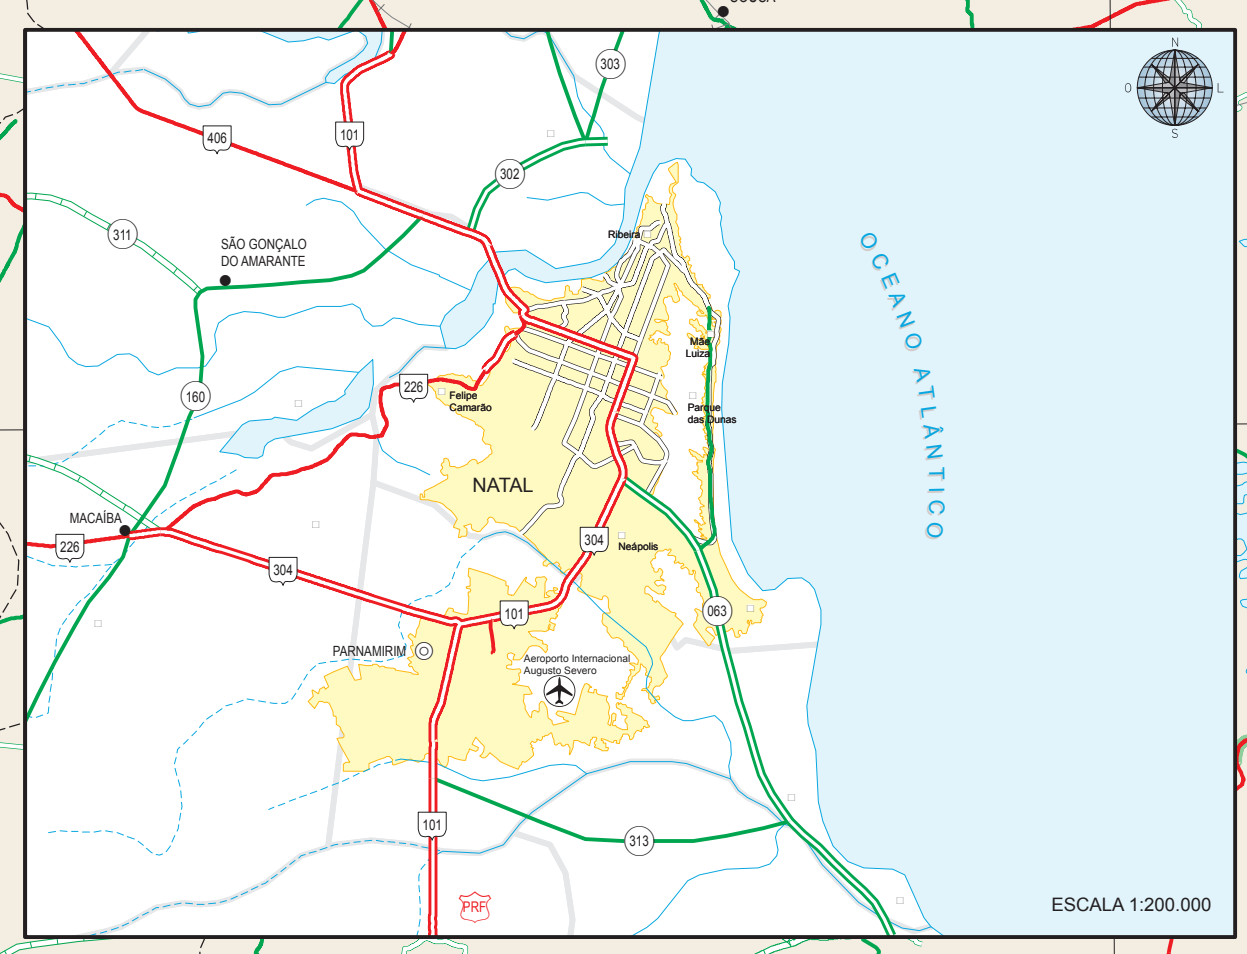 N
O
L
S
303
406
101
302
311
SÃO GONÇALO
DO AMARANTE
Ribeira
OCEANO ATLÂNTICO
Mãe
Luiza
226
160
Felipe
Camarão
Parque
das Dunas
NATAL
MACAÍBA
226
304
304
Neápolis
101
063
PARNAMIRIM
Aeroporto Internacional
Augusto Severo
101
313
PRF
ESCALA 1:200.000